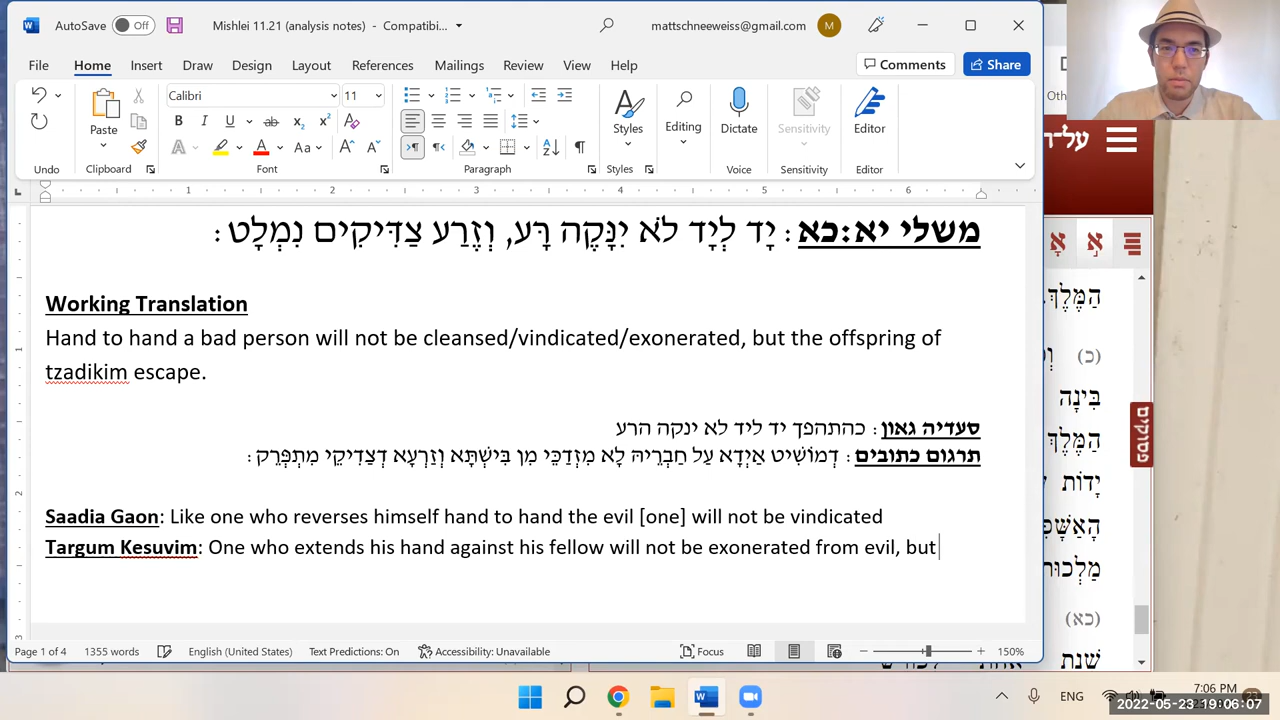 AutoSave Off Mishlei 11.21 (analysis notes) - Compatibi... mattschneeweiss@gmail.com M
File Home Insert Draw Design Layout References Mailings Review View Help Comments Share
Calibri 11
Paste Styles Editing Dictate Sensitivity Editor
Undo Clipboard Font Paragraph Styles Voice Sensitivity Editor
משלי יא:כא: יָד לְיָד לֹא יִנָּקֶה רָּע, וְזֶרַע צַדִּיקִים נִמְלָט:
Working Translation
Hand to hand a bad person will not be cleansed/vindicated/exonerated, but the offspring of
tzadikim escape.
סעדיה גאון: כהתהפך יד ליד לא ינקה הרע
תרגום כתובים: דְמוֹשִׁיט אַיְדָא עַל חַבְרֵיהּ לָא מִזְדַכֵּי מִן בִּישְׁתָּא וְזַרְעָא דְצַדִיקֵי מִתְפְּרֵק:
Saadia Gaon: Like one who reverses himself hand to hand the evil [one] will not be vindicated
Targum Kesuvim: One who extends his hand against his fellow will not be exonerated from evil, but
Page 1 of 4 1355 words English (United States) Text Predictions: On Accessibility: Unavailable Focus 150%
על־ה
הַמֶּלֶךְ
(כ)
בִּינָה
הַמֶּלֶךְ
יָדוֹת
הָאַשָּׁפִ
מַלְכוּת
(כא)
שְׁנַת
פסוקים
ENG 7:06 PM
2022-05-23 19:06:07